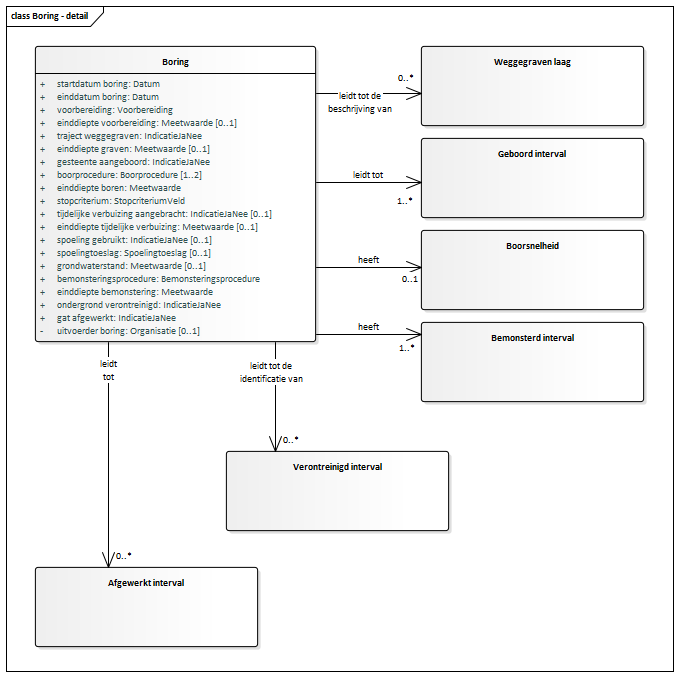 class Boring - detail
Boring
+ startdatum boring: Datum
+ einddatum boring: Datum
+ voorbereiding: Voorbereiding
+ einddiepte voorbereiding: Meetwaarde [0..1]
+ traject weggegraven: IndicatieJaNee
+ einddiepte graven: Meetwaarde [0..1]
+ gesteente aangeboord: IndicatieJaNee
+ boorprocedure: Boorprocedure [1..2]
+ einddiepte boren: Meetwaarde
+ stopcriterium: StopcriteriumVeld
+ tijdelijke verbuizing aangebracht: IndicatieJaNee [0..1]
+ einddiepte tijdelijke verbuizing: Meetwaarde [0..1]
+ spoeling gebruikt: IndicatieJaNee [0..1]
+ spoelingtoeslag: Spoelingtoeslag [0..1]
+ grondwaterstand: Meetwaarde [0..1]
+ bemonsteringsprocedure: Bemonsteringsprocedure
+ einddiepte bemonstering: Meetwaarde
+ ondergrond verontreinigd: IndicatieJaNee
+ gat afgewerkt: IndicatieJaNee
- uitvoerder boring: Organisatie [0..1]
leidt tot de
beschrijving van
0..*
Weggegraven laag
leidt tot
1..*
Geboord interval
heeft
0..1
Boorsnelheid
heeft
1..*
Bemonsterd interval
leidt
tot
0..*
Afgewerkt interval
leidt tot de
identificatie van
0..*
Verontreinigd interval